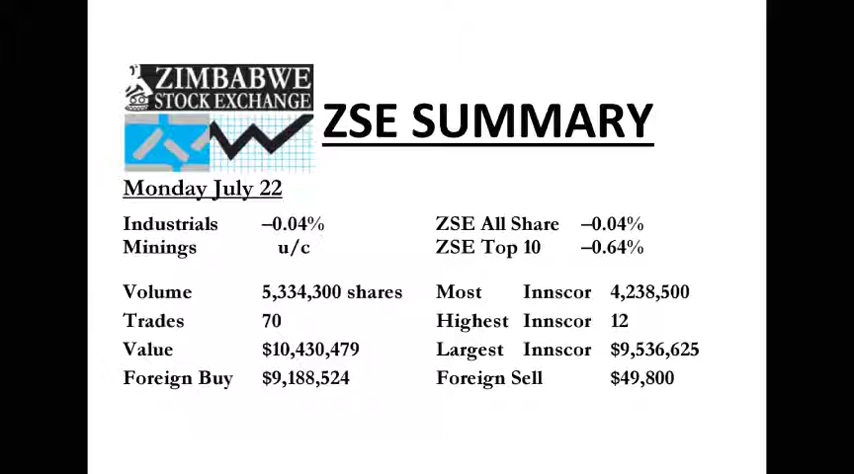 ZIMBABWE
STOCK EXCHANGE
ZSE SUMMARY
Monday July 22
Industrials –0.04% ZSE All Share –0.04%
Minings u/c ZSE Top 10 –0.64%
Volume 5,334,300 shares Most Innscor 4,238,500
Trades 70 Highest Innscor 12
Value $10,430,479 Largest Innscor $9,536,625
Foreign Buy $9,188,524 Foreign Sell $49,800